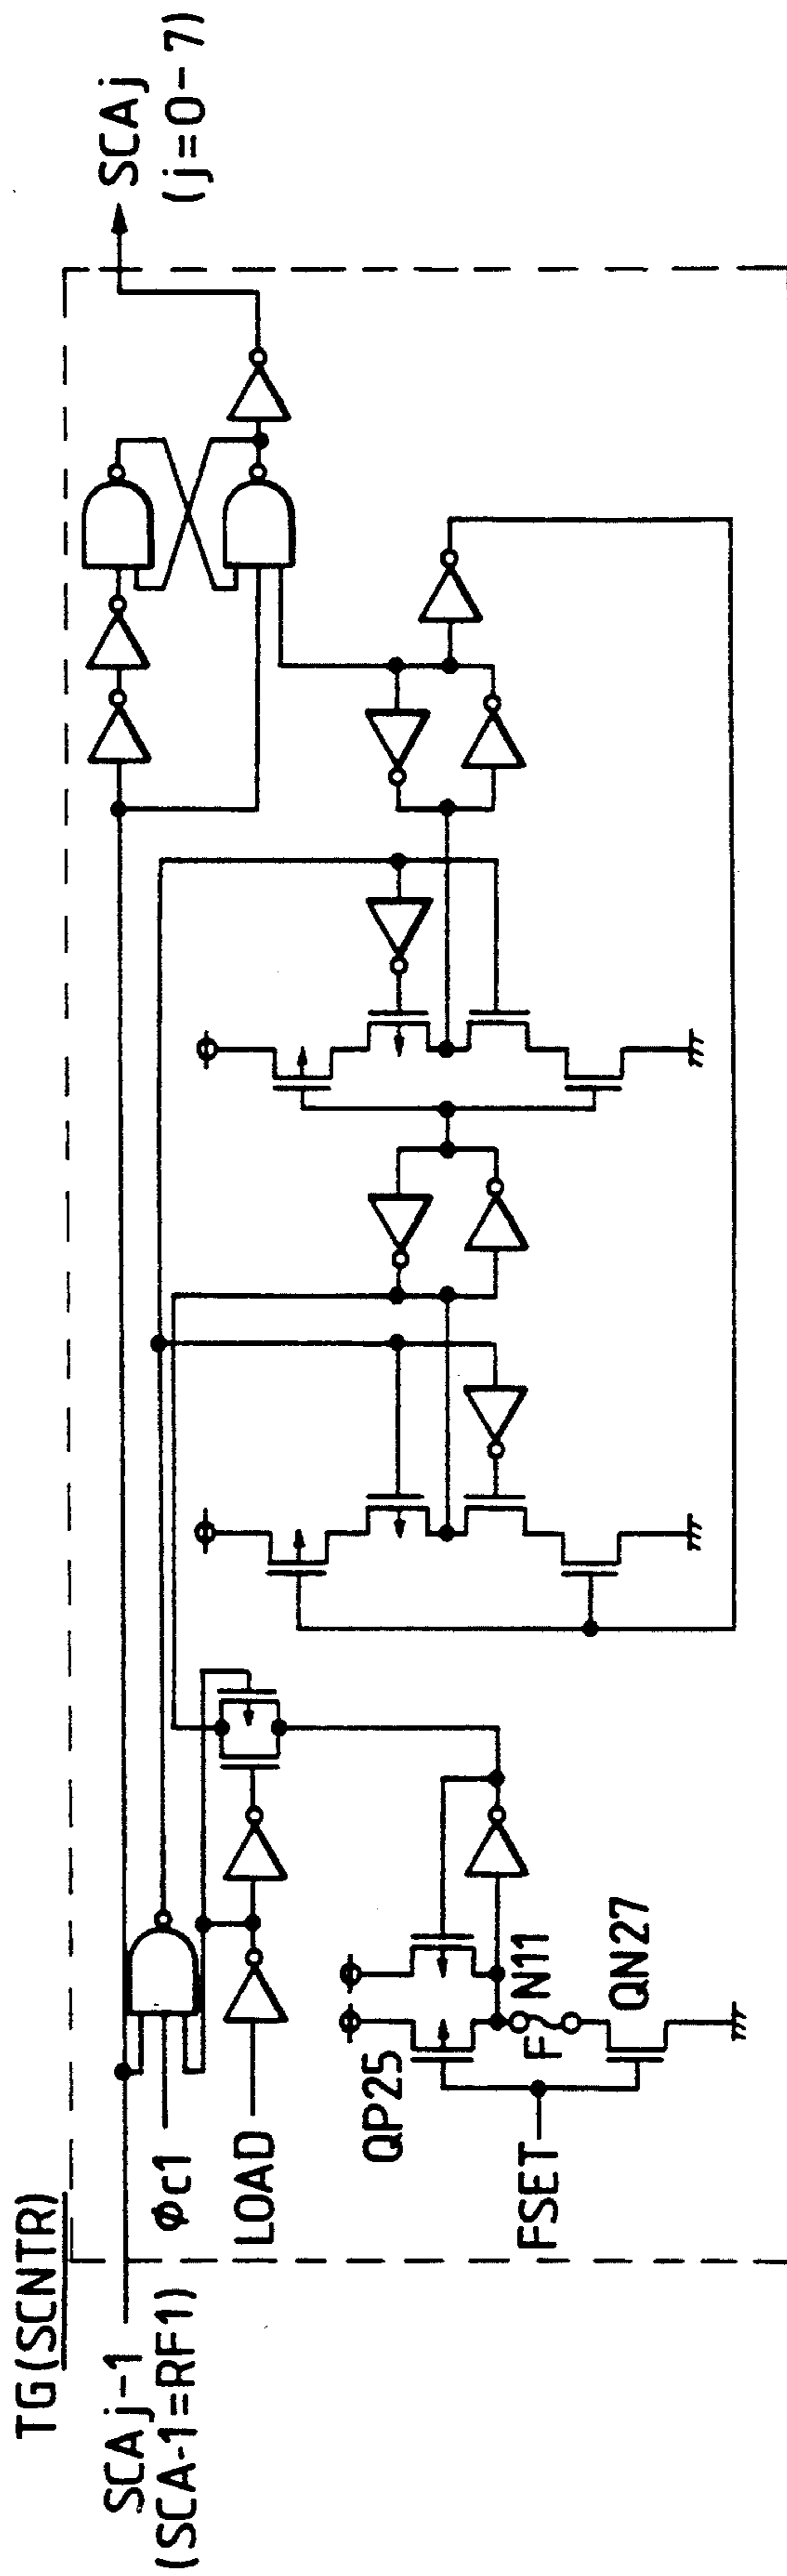 TG(SCNTR)
SCAj-1
(SCA-1=RF1)
φc1
LOAD
FSET
QP25
F
N11
QN27
SCAj
(j=0-7)